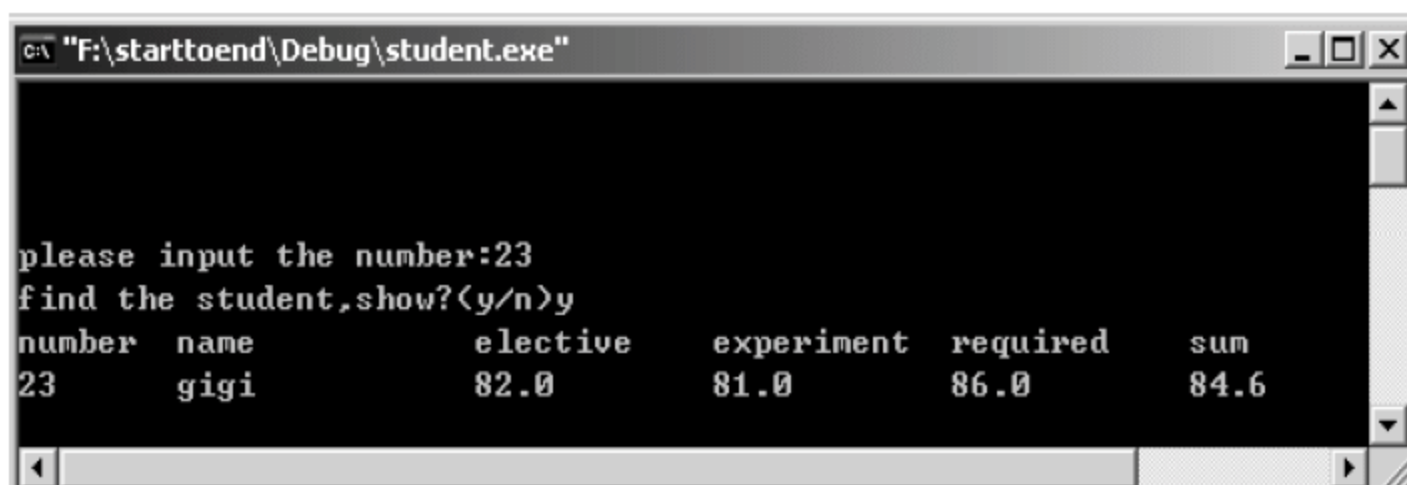 "F:\starttoend\Debug\student.exe"
please input the number:23
find the student,show?(y/n)y
number name elective experiment required sum
23 gigi 82.0 81.0 86.0 84.6